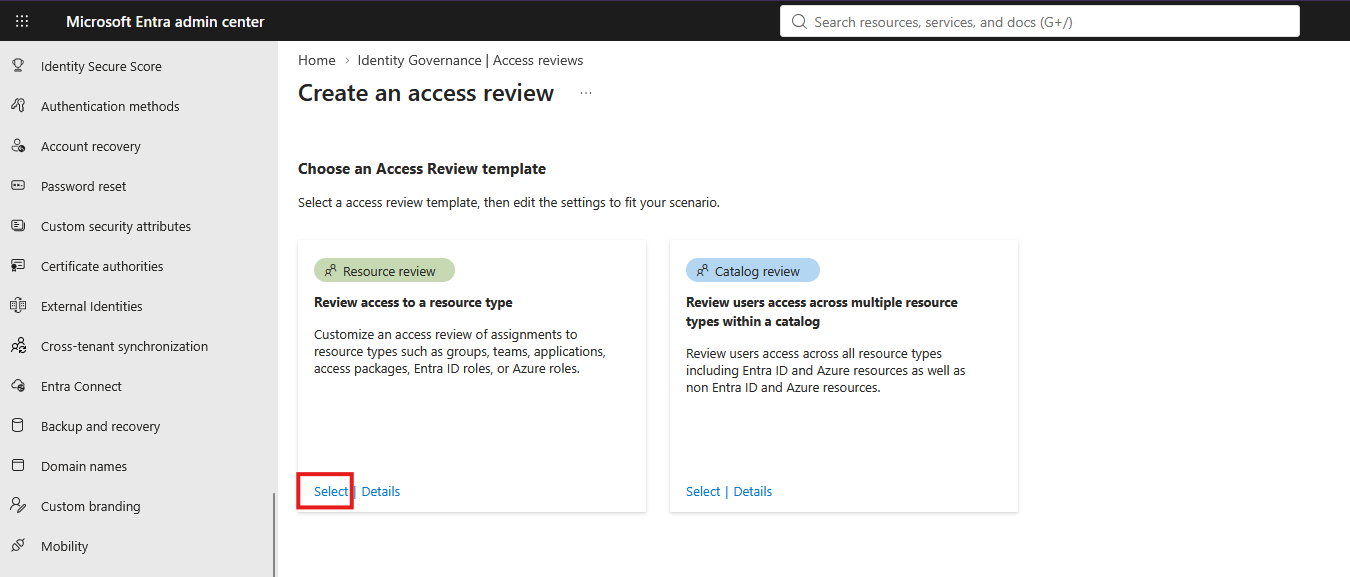 Microsoft Entra admin center
Search resources, services, and docs (G+/)
Identity Secure Score
Authentication methods
Account recovery
Password reset
Custom security attributes
Certificate authorities
External Identities
Cross-tenant synchronization
Entra Connect
Backup and recovery
Domain names
Custom branding
Mobility
Home › Identity Governance | Access reviews
Create an access review ...
Choose an Access Review template
Select a access review template, then edit the settings to fit your scenario.
Resource review
Review access to a resource type
Customize an access review of assignments to
resource types such as groups, teams, applications,
access packages, Entra ID roles, or Azure roles.
Select | Details
Catalog review
Review users access across multiple resource
types within a catalog
Review users access across all resource types
including Entra ID and Azure resources as well as
non Entra ID and Azure resources.
Select | Details